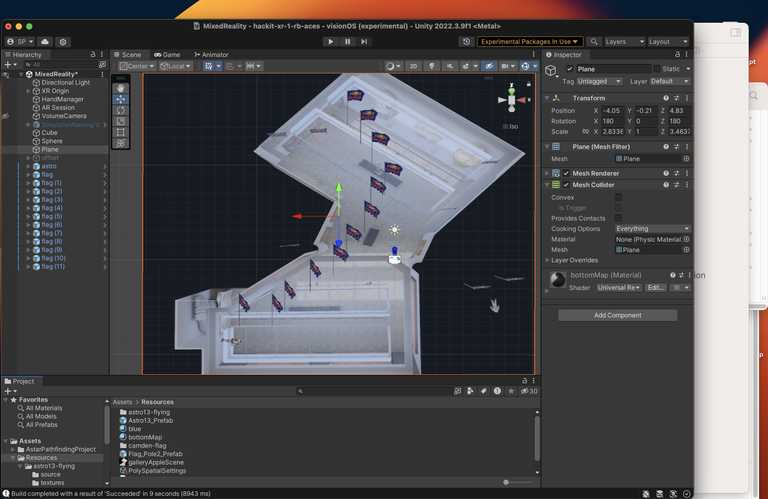 MixedReality - hackit-xr-1-rb-aces - visionOS (experimental) - Unity 2022.3.9f1 <Metal>
SP
Experimental Packages In Use
Layers
Layout
Hierarchy
Scene
Game
Animator
Inspector
All
Center
Local
2D
Plane
Static
Tag Untagged
Layer Default
MixedReality*
Directional Light
XR Origin
HandManager
AR Session
VolumeCamera
Cube
Sphere
Plane
offset
astro
flag
flag (1)
flag (2)
flag (3)
flag (4)
flag (5)
flag (6)
flag (7)
flag (8)
flag (9)
flag (10)
flag (11)
Iso
Transform
Position X -4.05 Y -0.21 Z 4.83
Rotation X 180 Y 0 Z 180
Scale X 2.8336 Y 1 Z 3.4637
Plane (Mesh Filter)
Mesh Plane
Mesh Renderer
Mesh Collider
Convex
Is Trigger
Provides Contacts
Cooking Options Everything
Material None (Physic Material
Mesh Plane
Layer Overrides
bottomMap (Material)
ion
Shader Universal Re Edit...
Add Component
Project
30
Favorites
All Materials
All Models
All Prefabs
Assets
AstarPathfindingProject
Resources
astro13-flying
source
textures
Assets > Resources
astro13-flying
Astro13_Prefab
blue
bottomMap
camden-flag
Flag_Pole2_Prefab
galleryAppleScene
PolySpatialSettings
Build completed with a result of 'Succeeded' in 9 seconds (8943 ms)